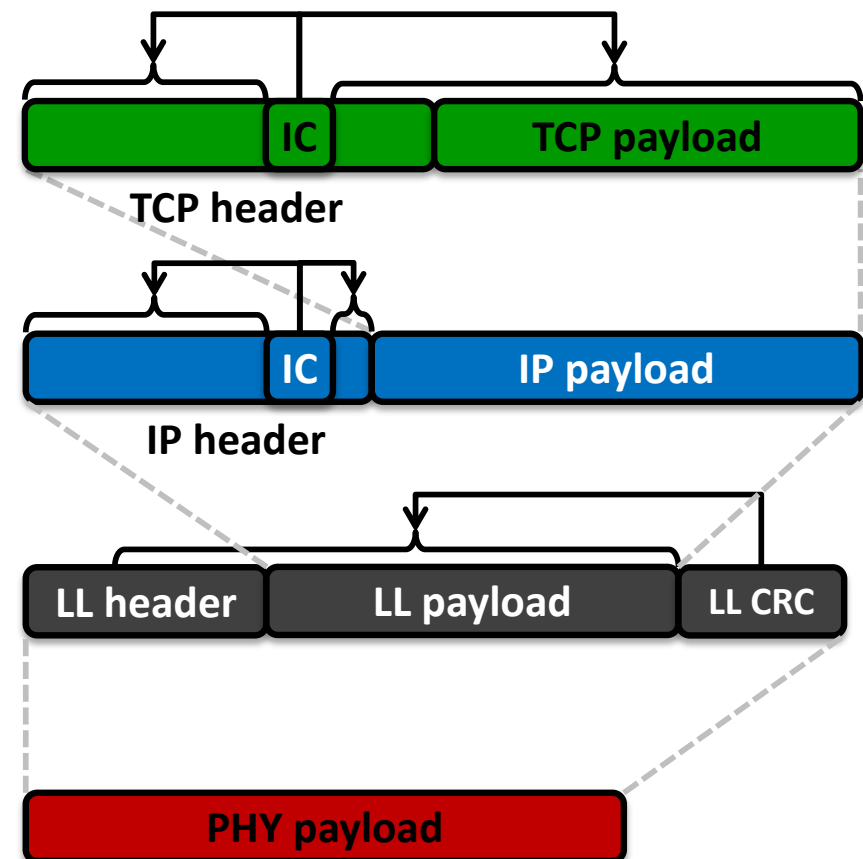 IC TCP payload
TCP header
IC IP payload
IP header
LL header LL payload LL CRC
PHY payload